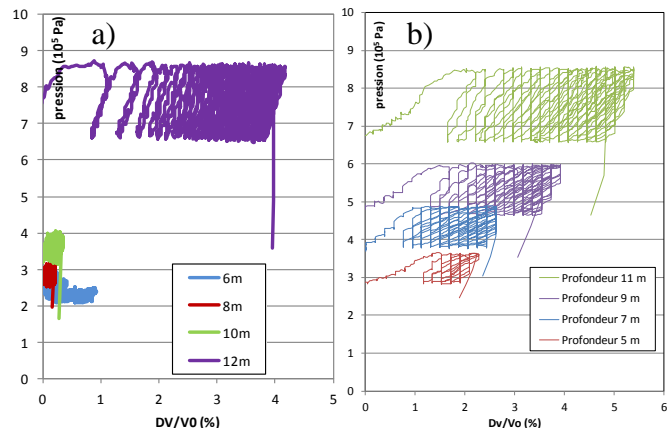 a)
pression (10⁵ Pa)
10
9
8
7
6
5
4
3
2
1
0
0 1 2 3 4 5
DV/V0 (%)
6m
8m
10m
12m
b)
pression (10⁵ Pa)
10
9
8
7
6
5
4
3
2
1
0
0 1 2 3 4 5 6
Dv/Vo (%)
Profondeur 11 m
Profondeur 9 m
Profondeur 7 m
Profondeur 5 m